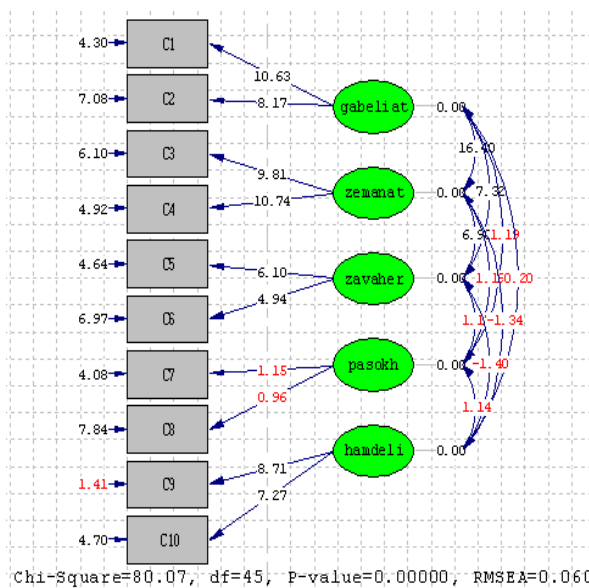 4.30 C1 10.63
7.08 C2 8.17 gabeliat 0.00
16.40
6.10 C3 9.81 zemanat 0.00 7.32
4.92 C4 10.74 1.19
4.64 C5 6.10 zavaher 0.00 0.20
6.97 C6 4.94 -1.34
4.08 C7 1.15 pasokh 0.00 -1.40
7.84 C8 0.96 1.14
1.41 C9 8.71 hamdeli 0.00
4.70 C10 7.27
Chi-Square=80.07, df=45, P-value=0.00000, RMSEA=0.060